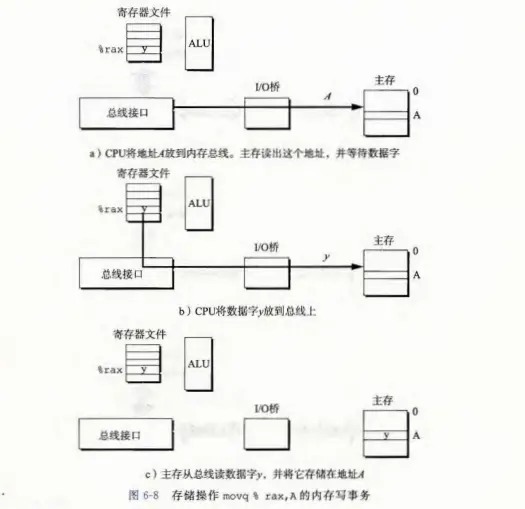 寄存器文件
%rax y ALU
I/O桥 主存
A 0
总线接口 A
a）CPU将地址A放到内存总线。主存读出这个地址，并等待数据字
寄存器文件
%rax y ALU
I/O桥 主存
y 0
总线接口 A
b）CPU将数据字y放到总线上
寄存器文件
%rax y ALU
I/O桥 主存
0
总线接口 y A
c）主存从总线读数据字y，并将它存储在地址A
图 6-8 存储操作 movq % rax,A 的内存写事务